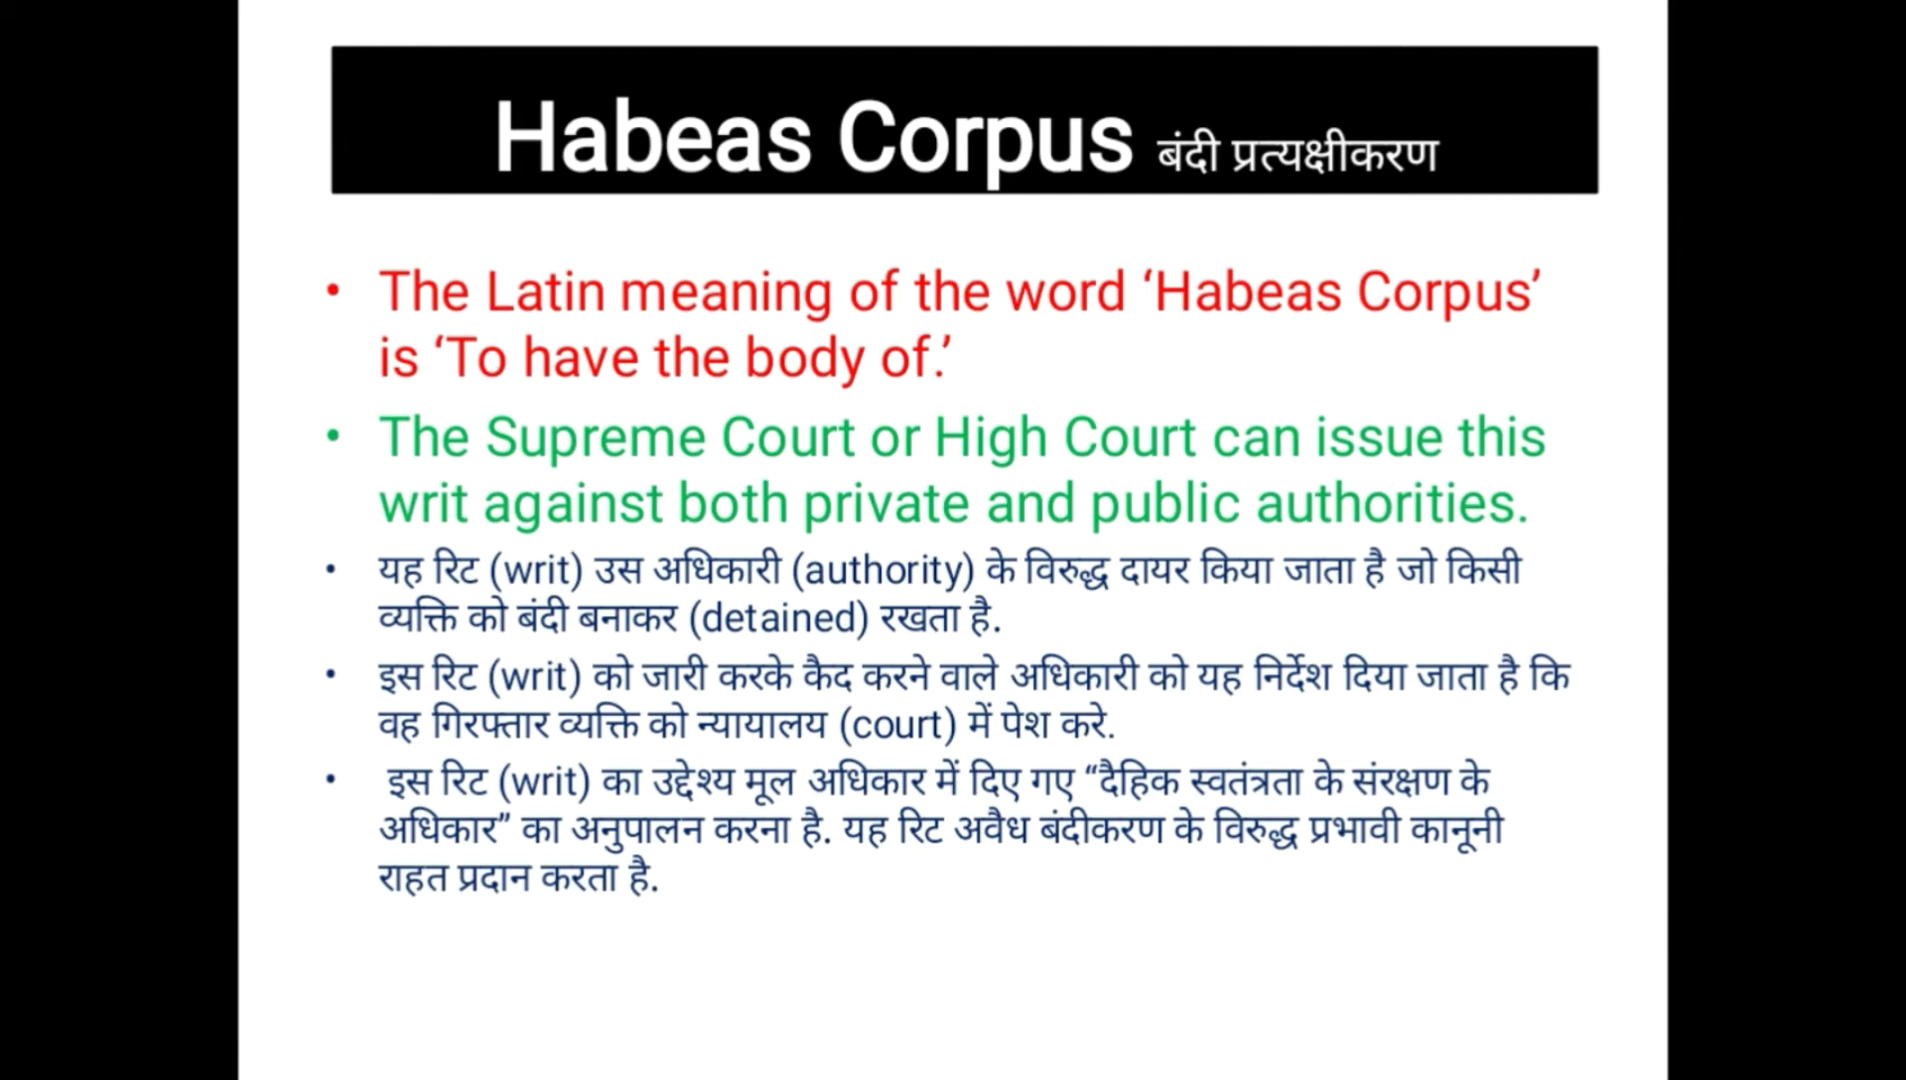 Habeas Corpus बंदी प्रत्यक्षीकरण
• The Latin meaning of the word ‘Habeas Corpus’
is ‘To have the body of.’
• The Supreme Court or High Court can issue this
writ against both private and public authorities.
• यह रिट (writ) उस अधिकारी (authority) के विरुद्ध दायर किया जाता है जो किसी
व्यक्ति को बंदी बनाकर (detained) रखता है.
• इस रिट (writ) को जारी करके कैद करने वाले अधिकारी को यह निर्देश दिया जाता है कि
वह गिरफ्तार व्यक्ति को न्यायालय (court) में पेश करे.
• इस रिट (writ) का उद्देश्य मूल अधिकार में दिए गए “दैहिक स्वतंत्रता के संरक्षण के
अधिकार” का अनुपालन करना है. यह रिट अवैध बंदीकरण के विरुद्ध प्रभावी कानूनी
राहत प्रदान करता है.